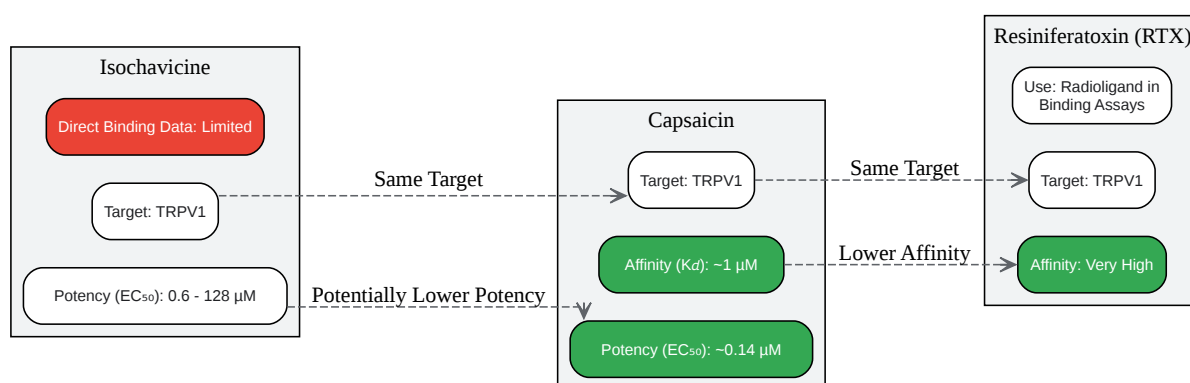 Isochavicine
Direct Binding Data: Limited
Target: TRPV1
Potency (EC₅₀): 0.6 - 128 µM
Same Target
Potentially Lower Potency
Capsaicin
Target: TRPV1
Affinity (Kd): ~1 µM
Potency (EC₅₀): ~0.14 µM
Same Target
Lower Affinity
Resiniferatoxin (RTX)
Use: Radioligand in
Binding Assays
Target: TRPV1
Affinity: Very High